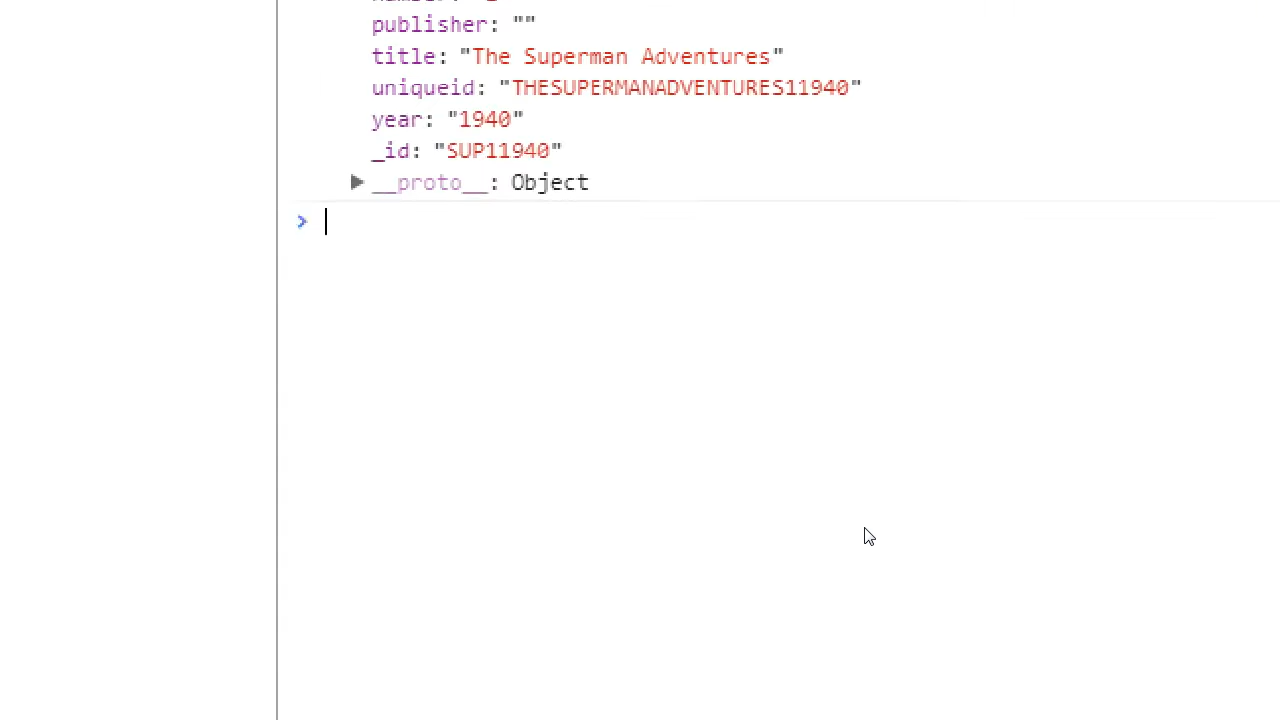 publisher: ""
title: "The Superman Adventures"
uniqueid: "THESUPERMANADVENTURES11940"
year: "1940"
_id: "SUP11940"
▶ __proto__: Object
>